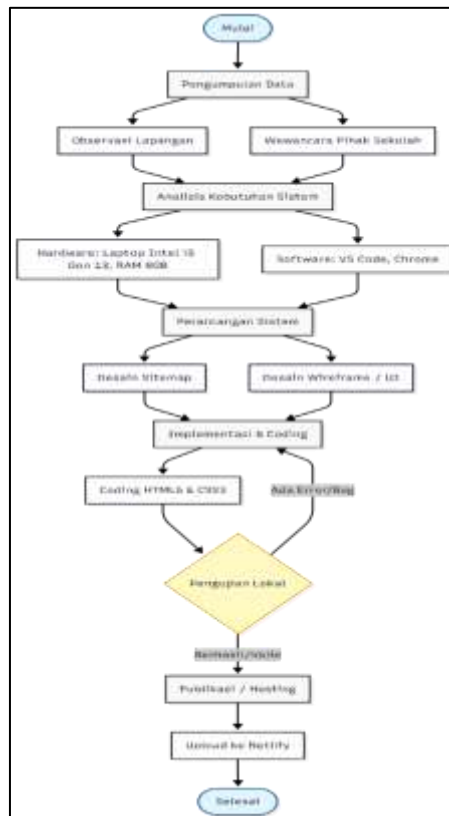 Mulai
Pengumpulan Data
Observasi Lapangan
Wawancara Pihak Sekolah
Analisis Kebutuhan Sistem
Hardware: Laptop Intel i5
Gen 13, RAM 8GB
Software: VS Code, Chrome
Perancangan Sistem
Desain Sitemap
Desain Wireframe / UI
Implementasi & Coding
Coding HTML5 & CSS3
Ada Error/Bug
Pengujian Lokal
Berhasil/Valid
Publikasi / Hosting
Upload ke Netlify
Selesai